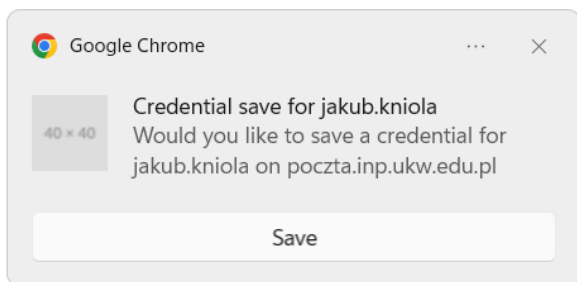 Google Chrome
40 × 40
Credential save for jakub.kniola
Would you like to save a credential for
jakub.kniola on poczta.inp.ukw.edu.pl
Save